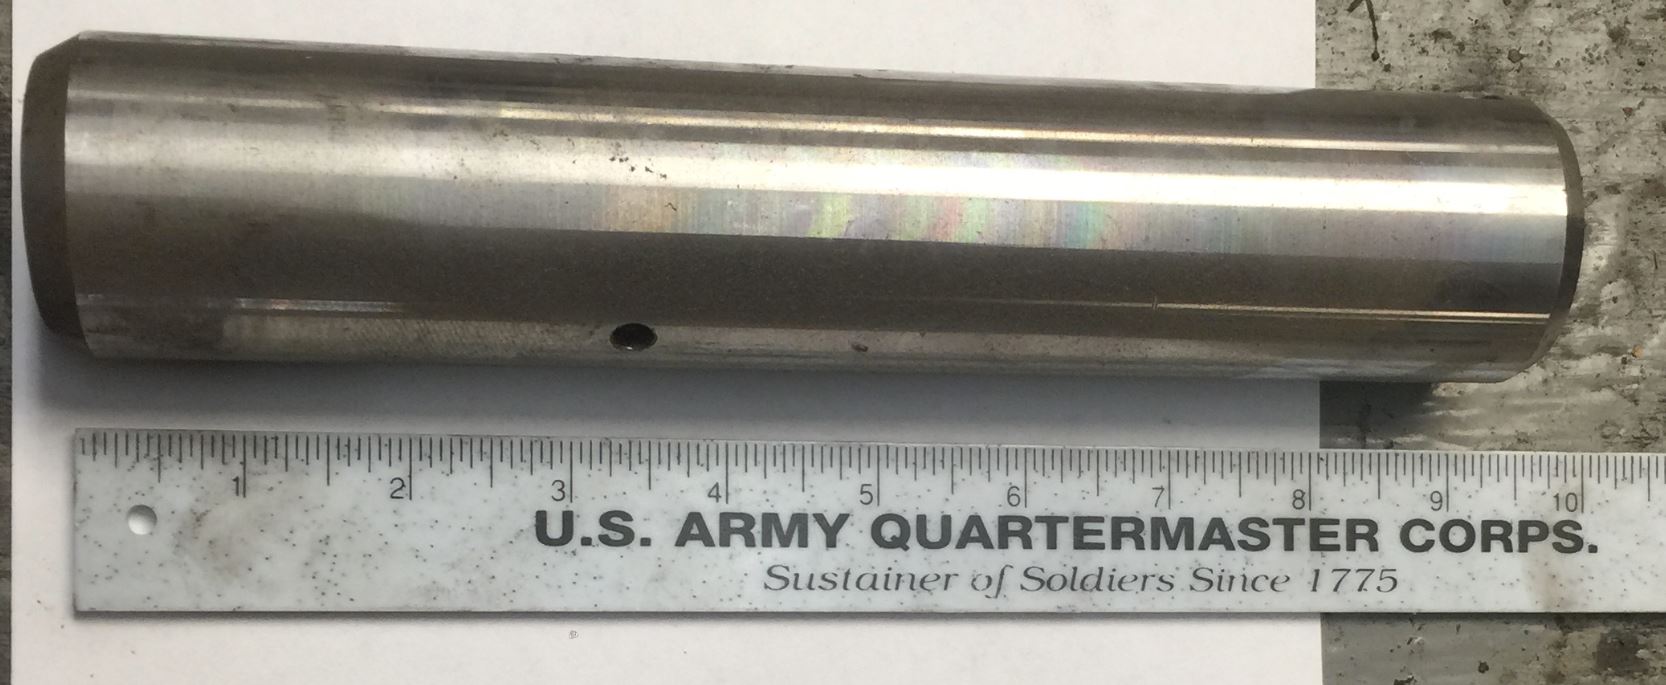 1 2 3 4 5 6 7 8 9 10
U.S. ARMY QUARTERMASTER CORPS.
Sustainer of Soldiers Since 1775